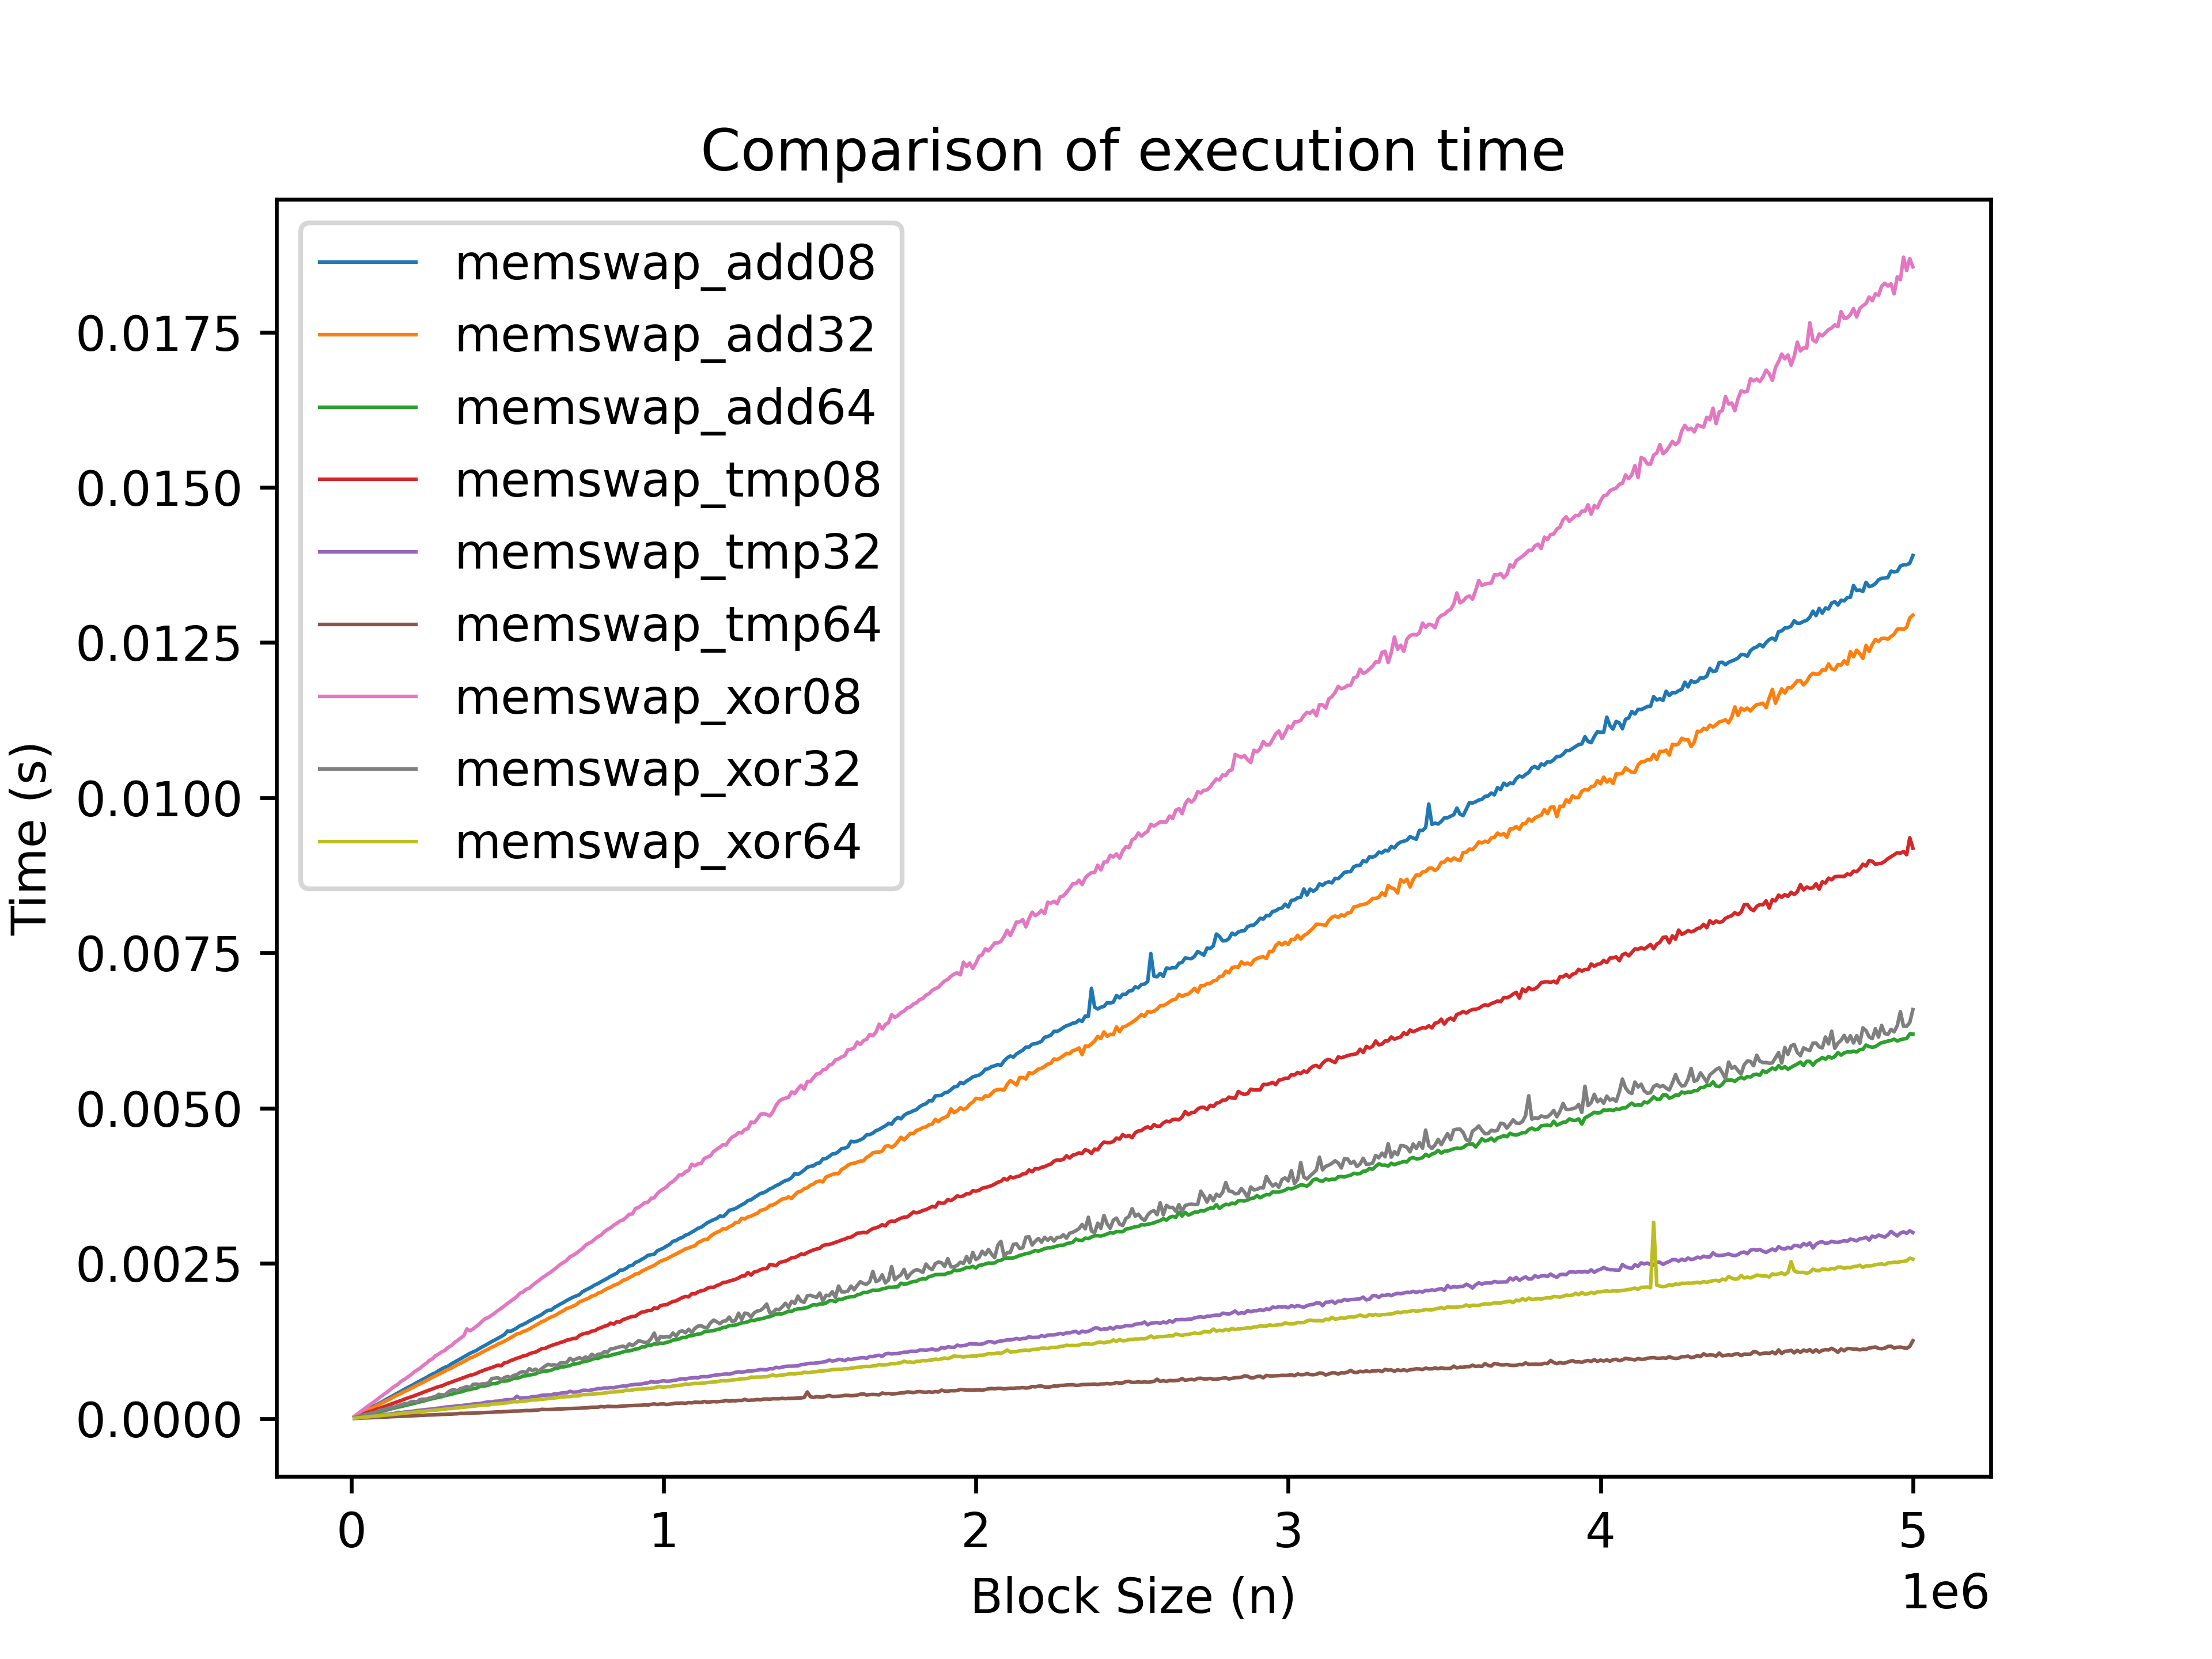 Comparison of execution time
memswap_add08
memswap_add32
memswap_add64
memswap_tmp08
memswap_tmp32
memswap_tmp64
memswap_xor08
memswap_xor32
memswap_xor64
Time (s)
0.0175
0.0150
0.0125
0.0100
0.0075
0.0050
0.0025
0.0000
0 1 2 3 4 5
1e6
Block Size (n)